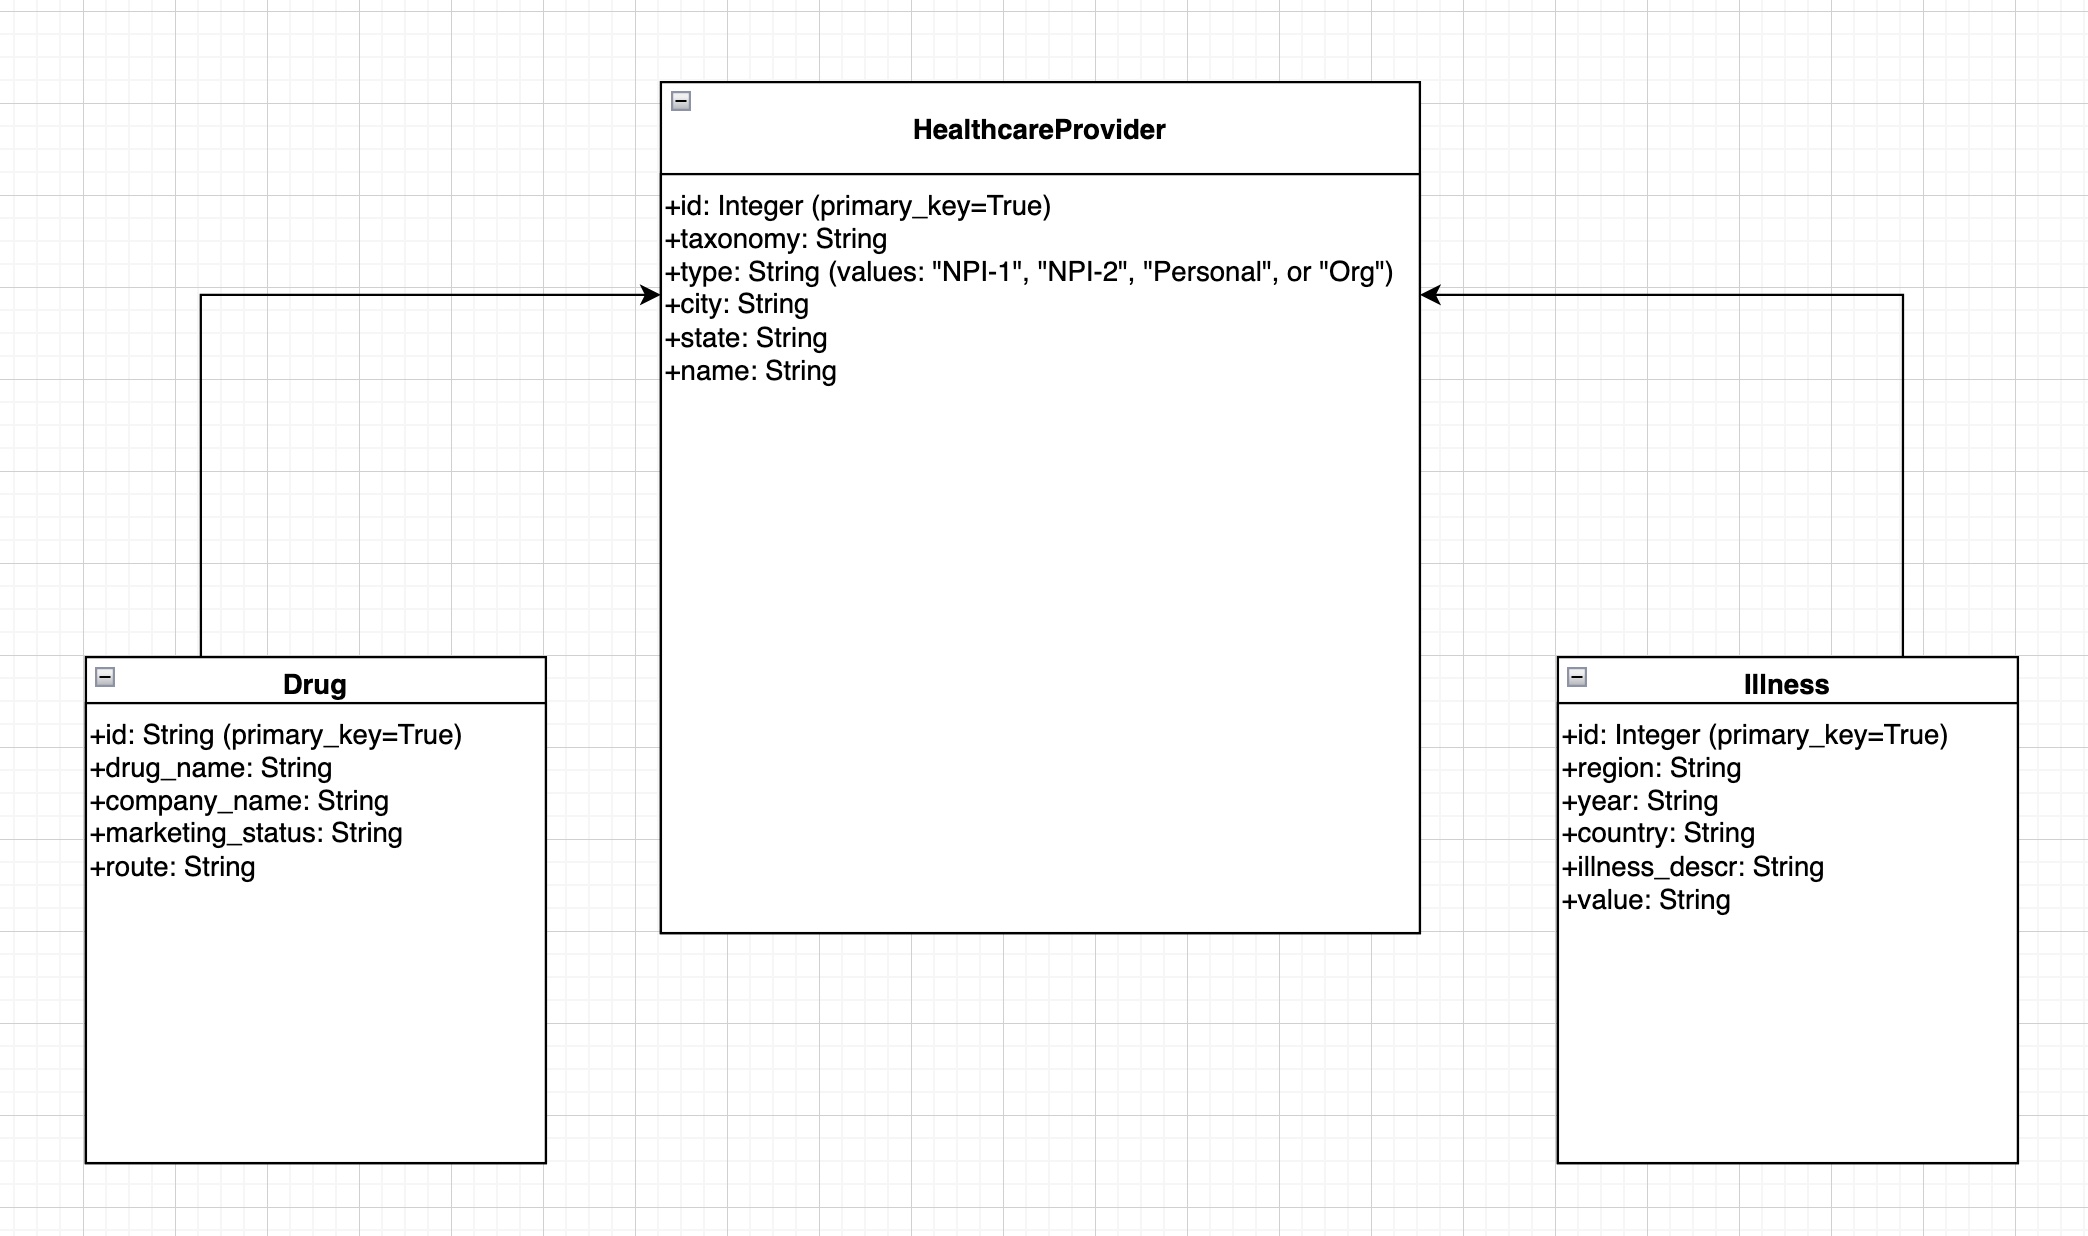 HealthcareProvider
+id: Integer (primary_key=True)
+taxonomy: String
+type: String (values: "NPI-1", "NPI-2", "Personal", or "Org")
+city: String
+state: String
+name: String
Drug
+id: String (primary_key=True)
+drug_name: String
+company_name: String
+marketing_status: String
+route: String
Illness
+id: Integer (primary_key=True)
+region: String
+year: String
+country: String
+illness_descr: String
+value: String